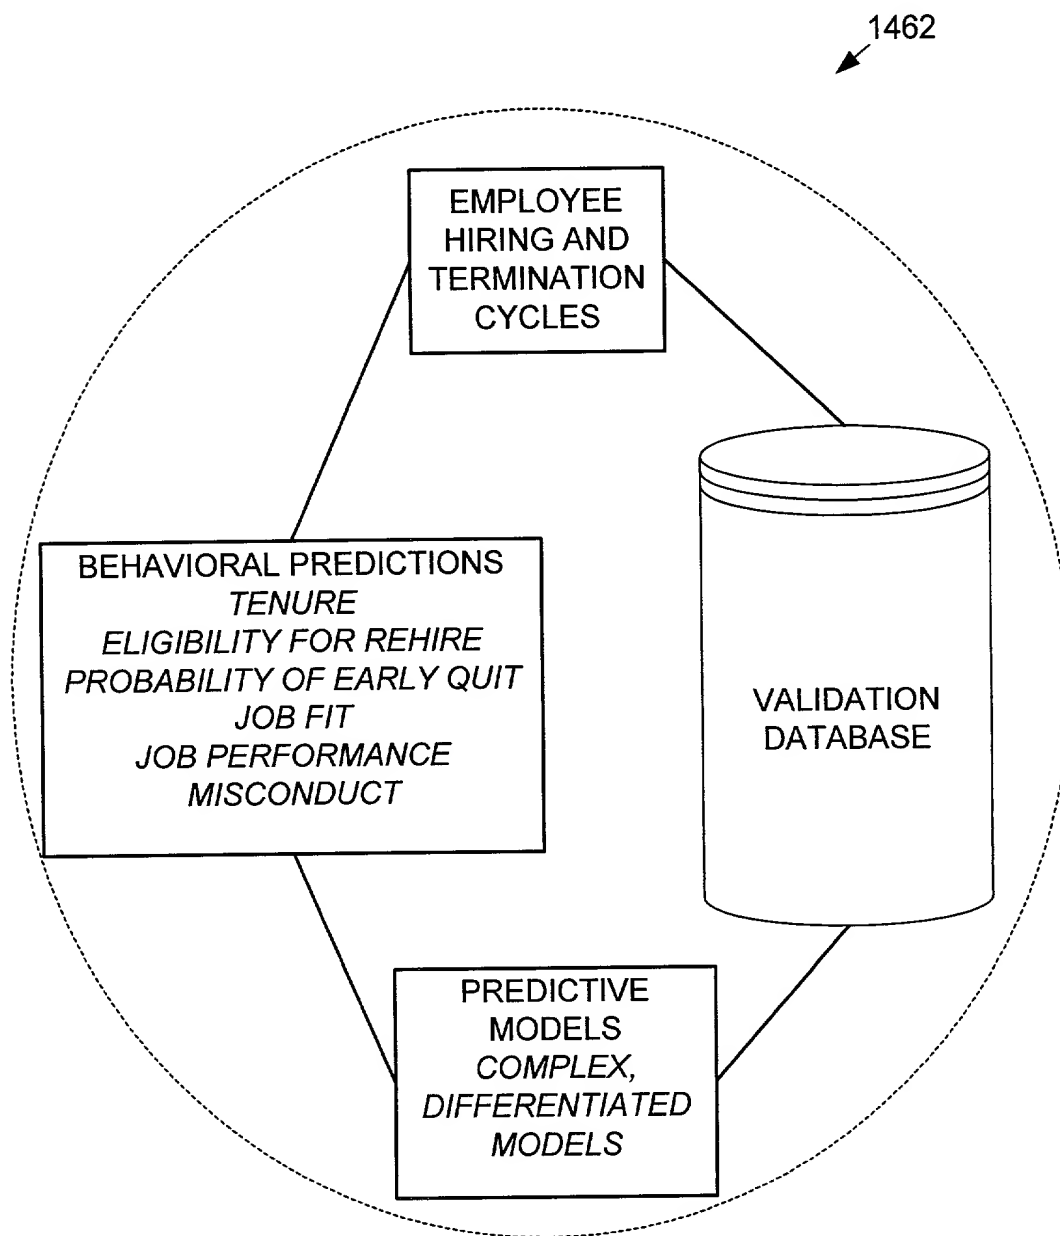 1462
EMPLOYEE
HIRING AND
TERMINATION
CYCLES
BEHAVIORAL PREDICTIONS
TENURE
ELIGIBILITY FOR REHIRE
PROBABILITY OF EARLY QUIT
JOB FIT
JOB PERFORMANCE
MISCONDUCT
VALIDATION
DATABASE
PREDICTIVE
MODELS
COMPLEX,
DIFFERENTIATED
MODELS